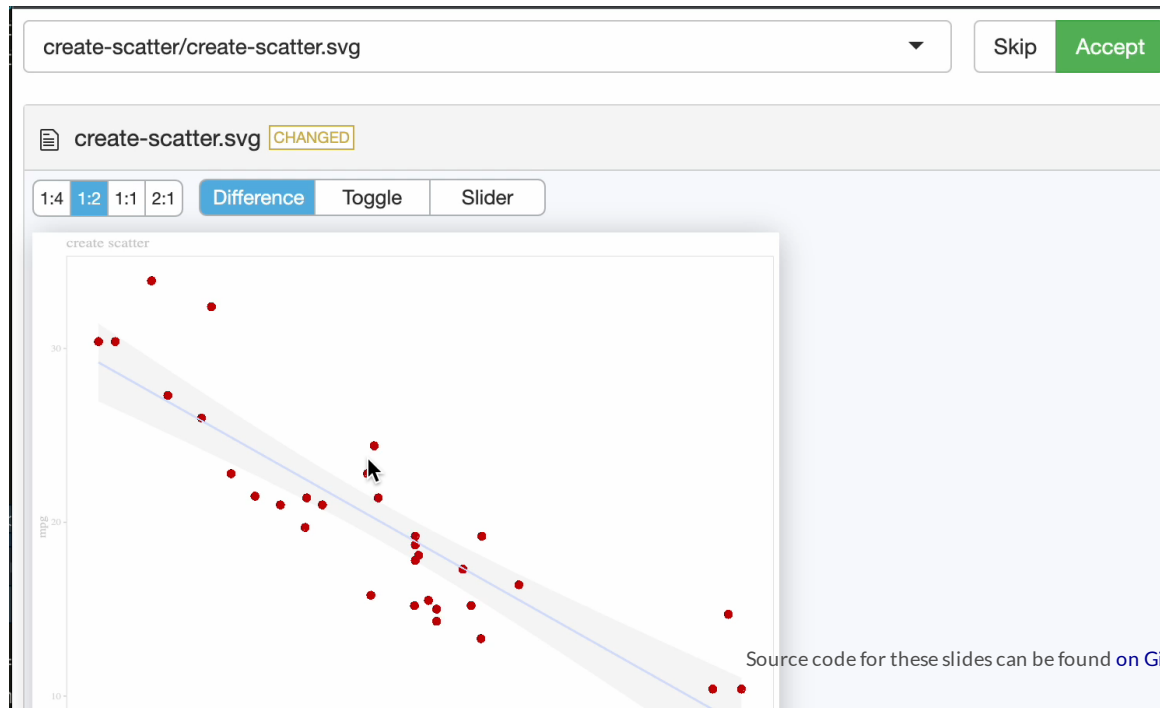 create-scatter/create-scatter.svg
Skip
Accept
create-scatter.svg CHANGED
1:4 1:2 1:1 2:1
Difference Toggle Slider
create scatter
30
20
mpg
10
Source code for these slides can be found on Gi